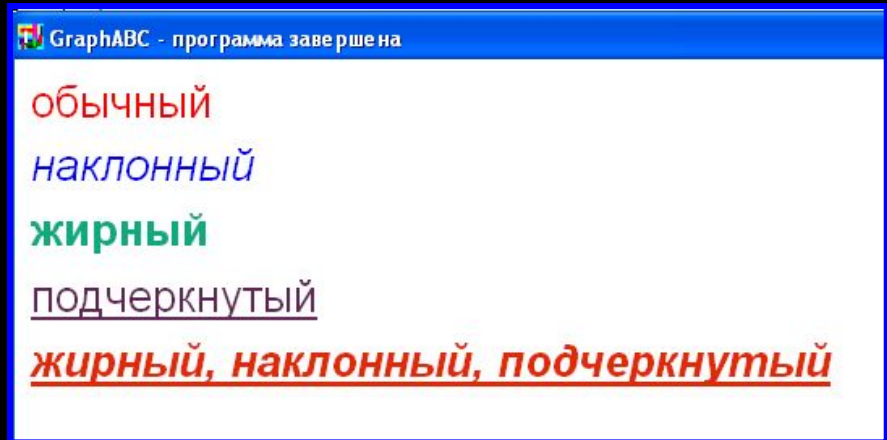 GraphABC - программа завершена
обычный
наклонный
жирный
подчеркнутый
жирный, наклонный, подчеркнутый